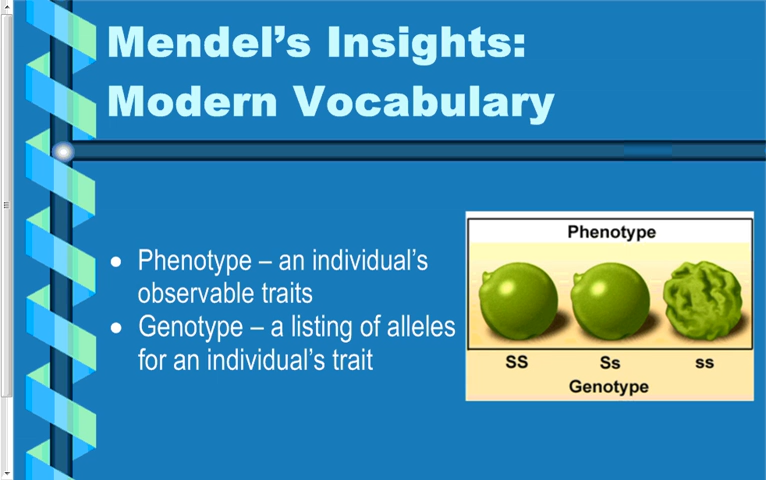 Mendel’s Insights:
Modern Vocabulary
• Phenotype – an individual’s
observable traits
• Genotype – a listing of alleles
for an individual’s trait
Phenotype
SS Ss ss
Genotype